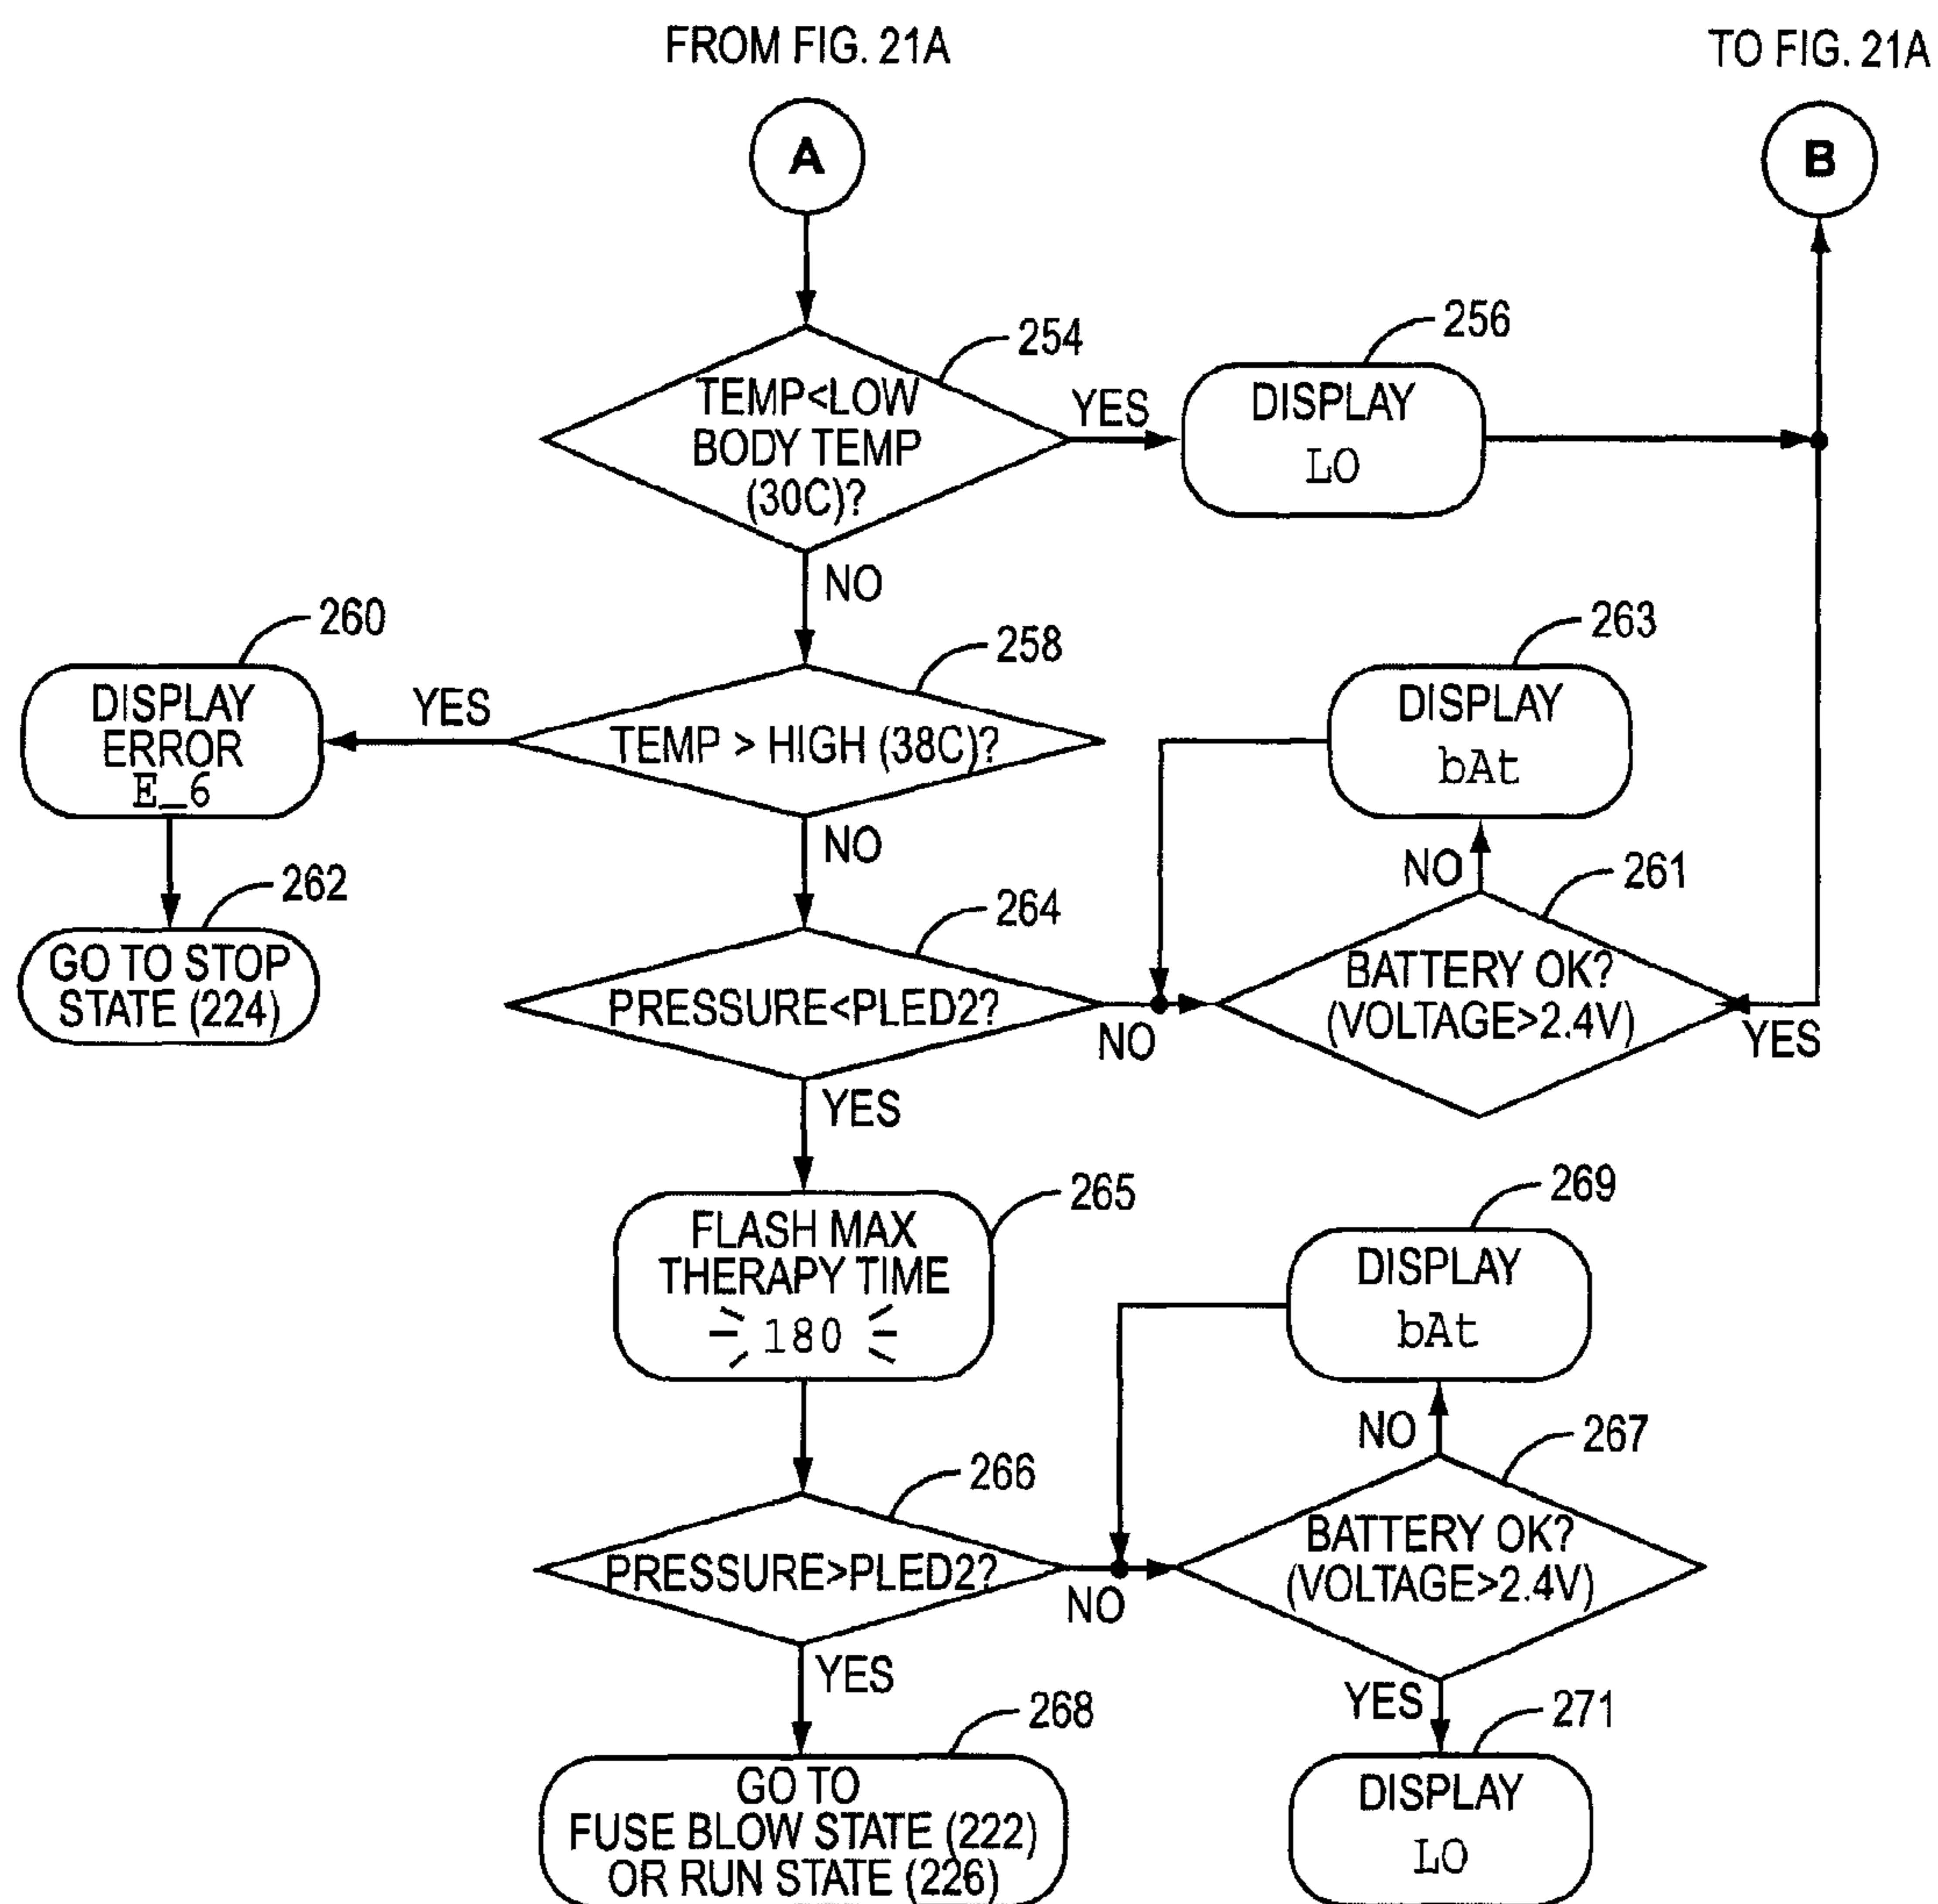 FROM FIG. 21A
TO FIG. 21A
A
B
254
TEMP<LOW
BODY TEMP
(30C)?
YES
256
DISPLAY
LO
NO
260
DISPLAY
ERROR
E_6
YES
258
TEMP > HIGH (38C)?
263
DISPLAY
bAt
NO
262
GO TO STOP
STATE (224)
264
PRESSURE<PLED2?
NO
NO
261
BATTERY OK?
(VOLTAGE>2.4V)
YES
YES
265
FLASH MAX
THERAPY TIME
180
269
DISPLAY
bAt
266
PRESSURE>PLED2?
NO
NO
267
BATTERY OK?
(VOLTAGE>2.4V)
YES
YES
268
GO TO
FUSE BLOW STATE (222)
OR RUN STATE (226)
271
DISPLAY
LO